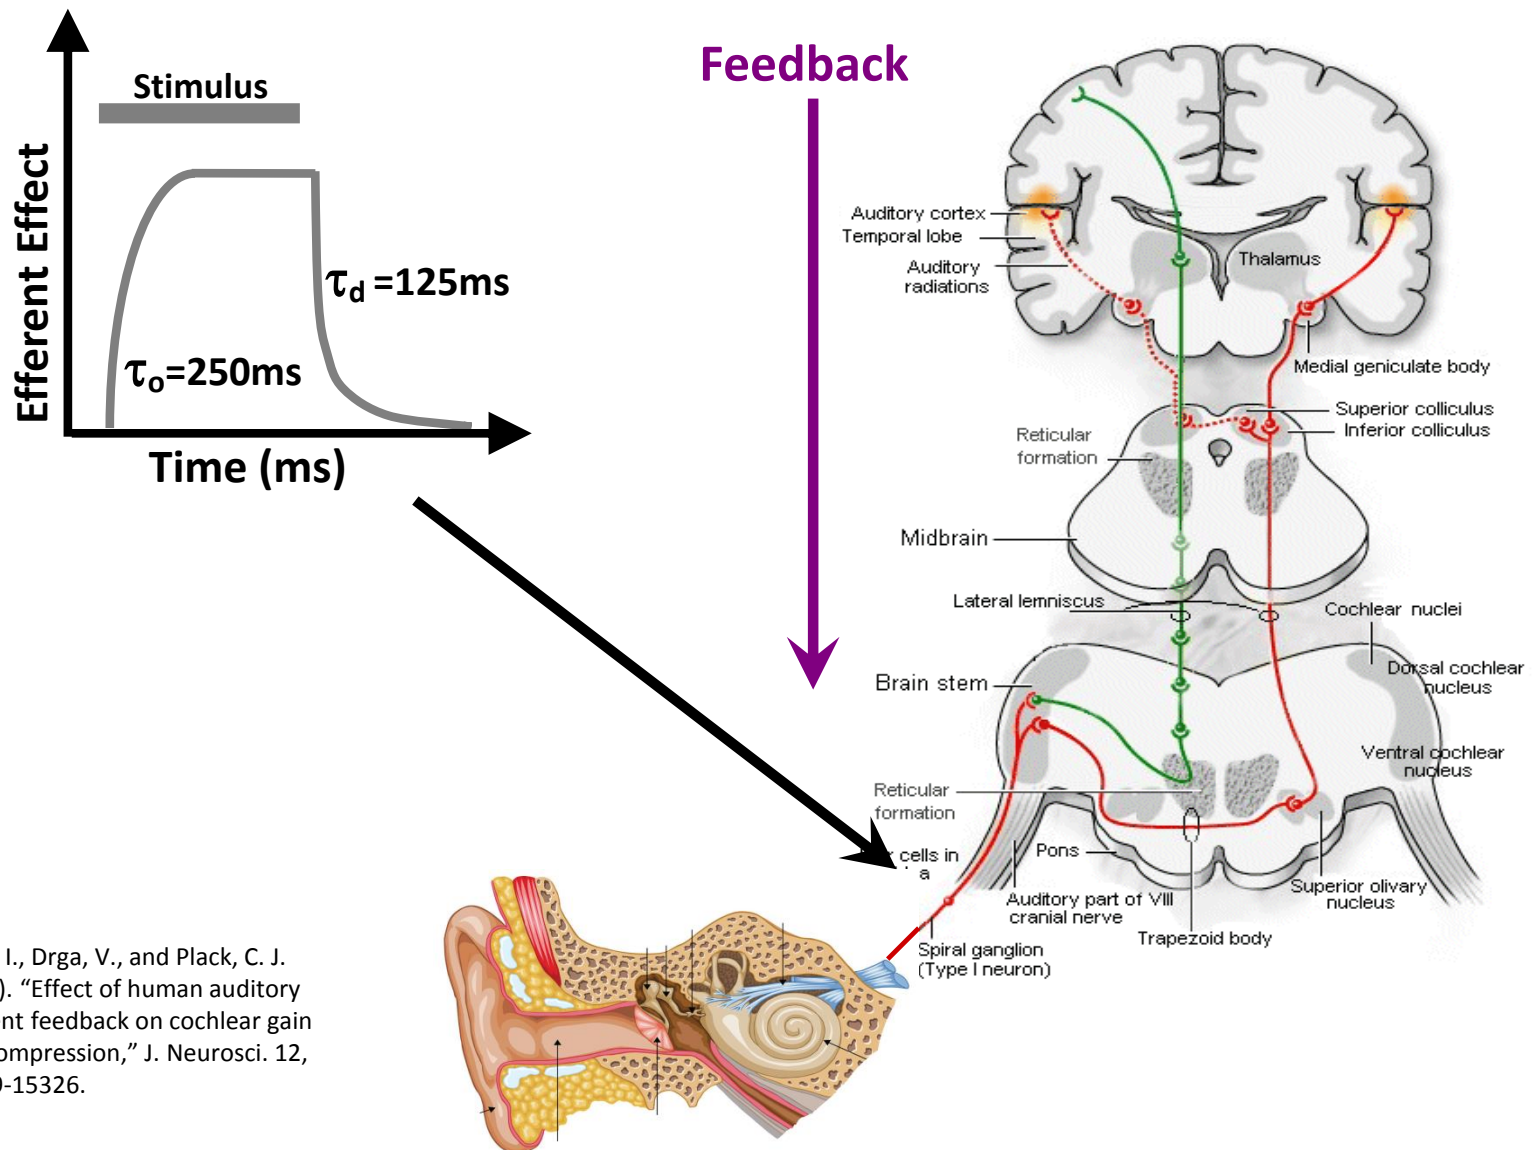 Stimulus
Efferent Effect
τd =125ms
τo=250ms
Time (ms)
Feedback
Auditory cortex
Temporal lobe
Auditory
radiations
Thalamus
Medial geniculate body
Superior colliculus
Inferior colliculus
Reticular
formation
Midbrain
Lateral lemniscus
Cochlear nuclei
Dorsal cochlear
nucleus
Brain stem
Ventral cochlear
nucleus
Reticular
formation
cells in
a
Pons
Auditory part of VIII
cranial nerve
Superior olivary
nucleus
Trapezoid body
Spiral ganglion
(Type I neuron)
I., Drga, V., and Plack, C. J.
). “Effect of human auditory
nt feedback on cochlear gain
ompression,” J. Neurosci. 12,
-15326.